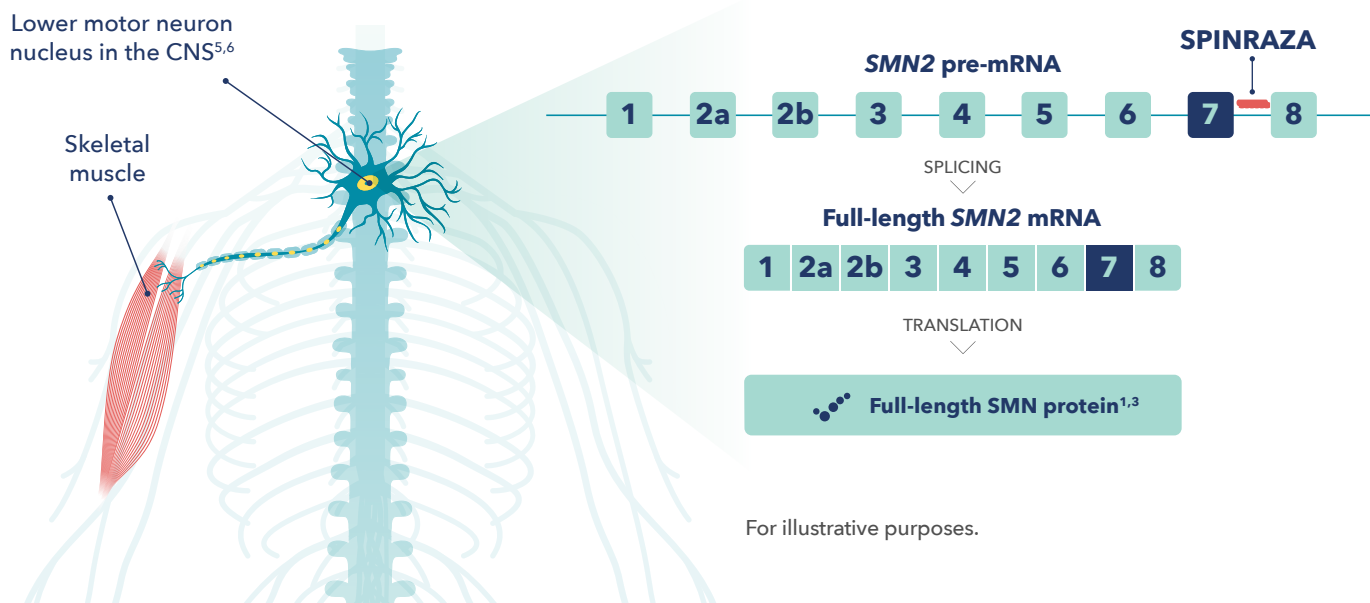 Lower motor neuron
nucleus in the CNS5,6
Skeletal
muscle
SPINRAZA
SMN2 pre-mRNA
1 2a 2b 3 4 5 6 7 8
SPLICING
Full-length SMN2 mRNA
1 2a 2b 3 4 5 6 7 8
TRANSLATION
Full-length SMN protein1,3
For illustrative purposes.